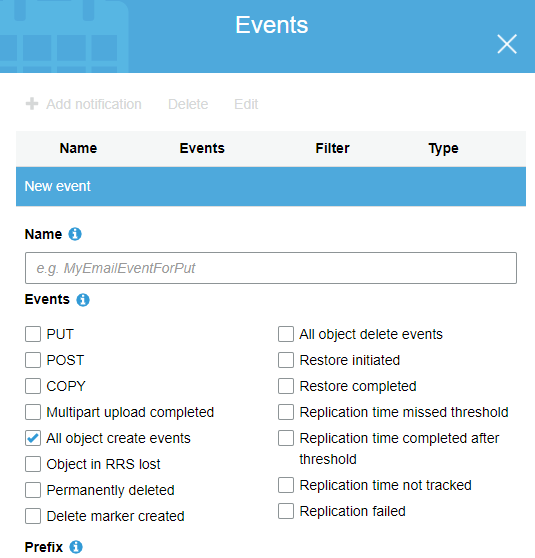 Events
Add notification Delete Edit
Name Events Filter Type
New event
Name
e.g. MyEmailEventForPut
Events
PUT
POST
COPY
Multipart upload completed
All object create events
Object in RRS lost
Permanently deleted
Delete marker created
All object delete events
Restore initiated
Restore completed
Replication time missed threshold
Replication time completed after
threshold
Replication time not tracked
Replication failed
Prefix